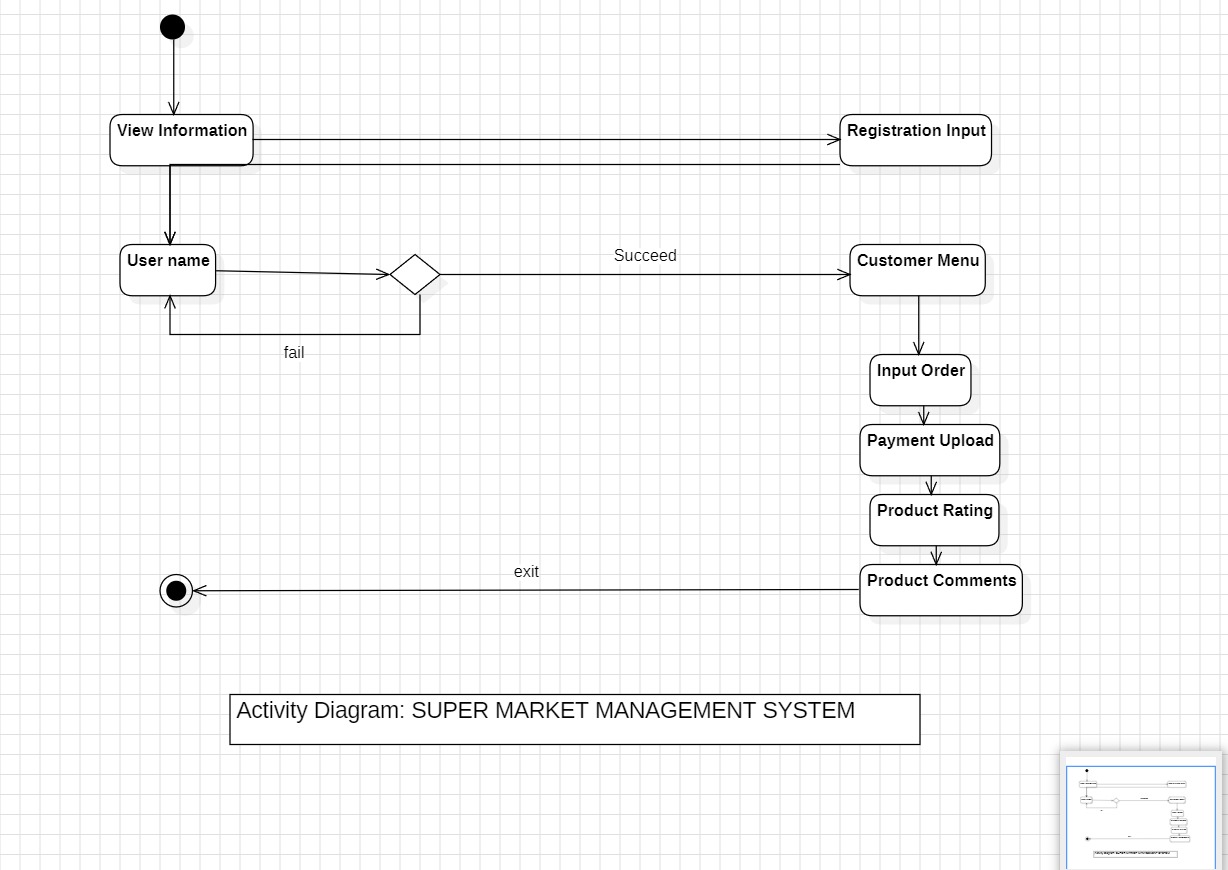 View Information
Registration Input
User name
Succeed
Customer Menu
fail
Input Order
Payment Upload
Product Rating
exit
Product Comments
Activity Diagram: SUPER MARKET MANAGEMENT SYSTEM